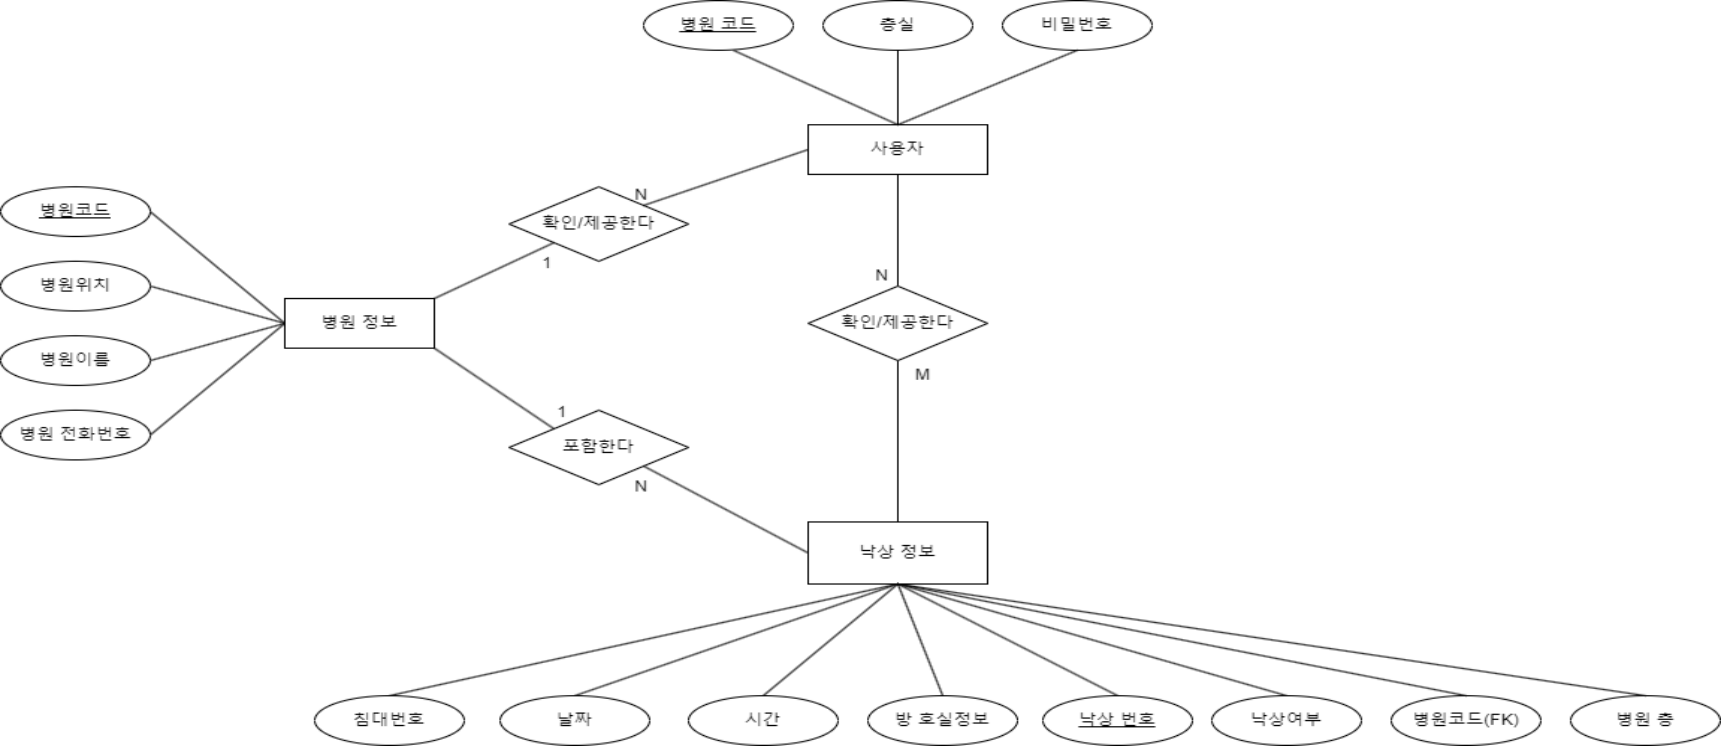 병원 코드
층실
비밀번호
사용자
N
확인/제공한다
1
병원코드
병원위치
병원이름
병원 전화번호
병원 정보
N
확인/제공한다
M
1
포함한다
N
낙상 정보
침대번호
날짜
시간
방 호실정보
낙상 번호
낙상여부
병원코드(FK)
병원 층